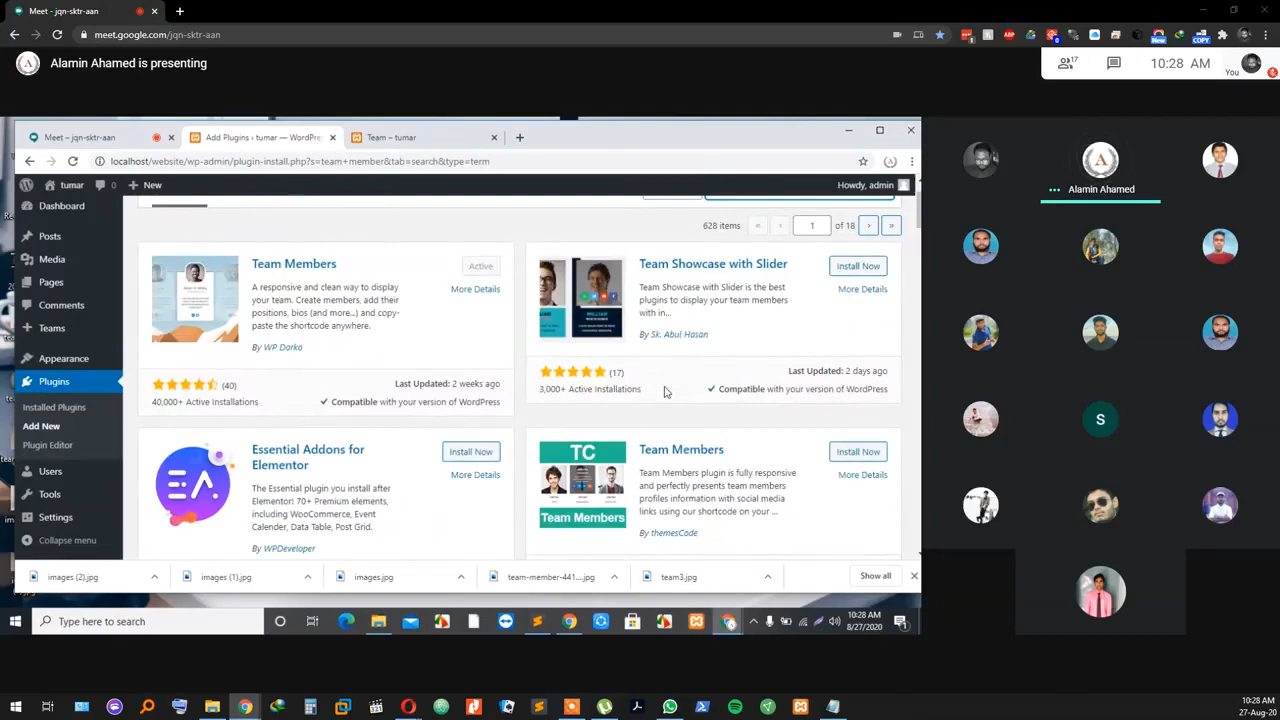 Meet - jqn-sktr-aan
meet.google.com/jqn-sktr-aan
ABP
New
COPY
Alamin Ahamed is presenting
17
10:28 AM
You
Meet – jqn-sktr-aan
Add Plugins ‹ tumar — WordPre
Team – tumar
localhost/website/wp-admin/plugin-install.php?s=team+member&tab=search&type=term
tumar
0
New
Howdy, admin
Dashboard
Posts
Media
Pages
Comments
Teams
Appearance
Plugins
Installed Plugins
Add New
Plugin Editor
Users
Tools
Settings
Collapse menu
628 items
«
‹
1
of 18
›
»
Team Members
Active
More Details
A responsive and clean way to display
your team. Create members, add their
positions, bios (and more...) and copy-
paste the shortcode anywhere.
By WP Darko
(40)
Last Updated: 2 weeks ago
40,000+ Active Installations
Compatible with your version of WordPress
Team Showcase with Slider
Install Now
More Details
Team Showcase with Slider is the best
plugins to display your team members
with in...
By Sk. Abul Hasan
(17)
Last Updated: 2 days ago
3,000+ Active Installations
Compatible with your version of WordPress
Essential Addons for
Elementor
Install Now
More Details
The Essential plugin you install after
Elementor! 70+ Premium elements,
including WooCommerce, Event
Calendar, Data Table, Post Grid.
By WPDeveloper
EA
TC
Team Members
Team Members
Install Now
More Details
Team Members plugin is fully responsive
and perfectly presents team members
profiles information with social media
links using our shortcode on your ...
By themesCode
images (2).jpg
images (1).jpg
images.jpg
team-member-441....jpg
team3.jpg
Show all
Type here to search
10:28 AM
8/27/2020
A
Alamin Ahamed
S
10:28 AM
27-Aug-20